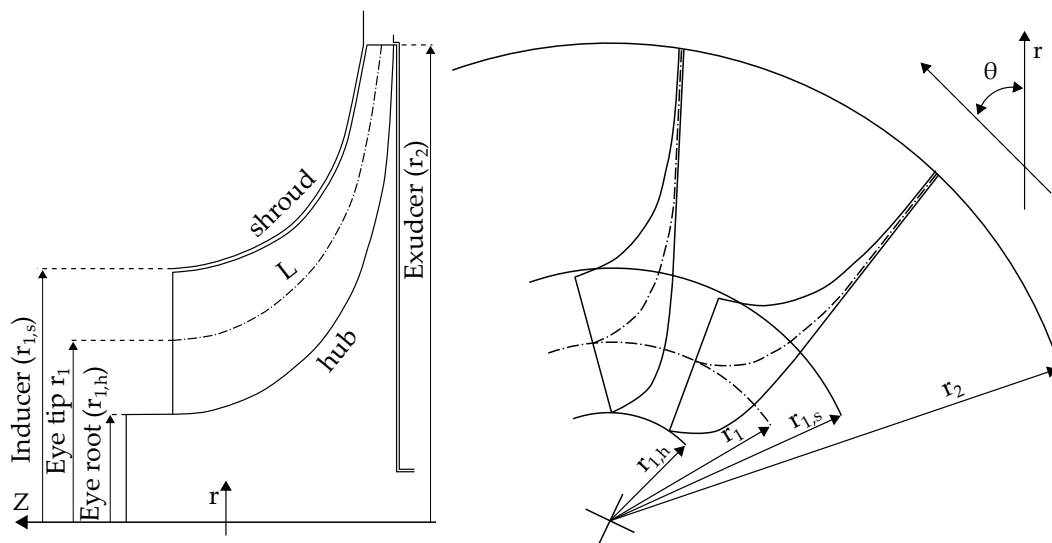 shroud
L
hub
Inducer (r1,s)
Eye tip r1
Eye root (r1,h)
Exudcer (r2)
Z
r
θ
r
r1,h
r1
r1,s
r2